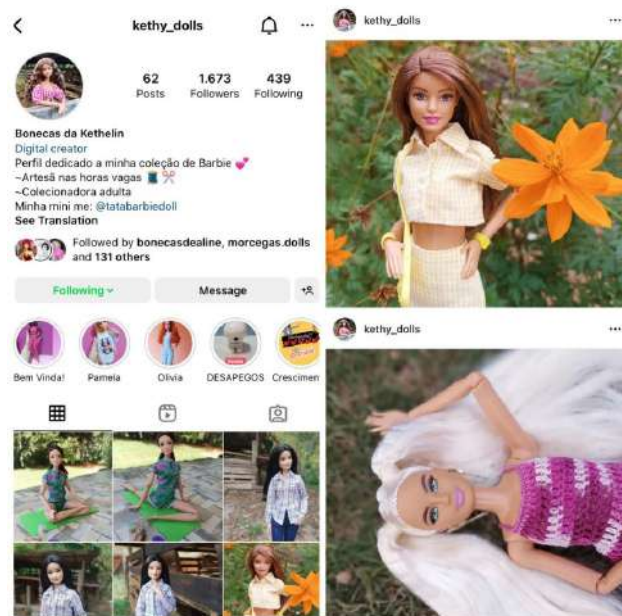 kethy_dolls
62
1.673
439
Posts
Followers
Following
Bonecas da Kethelin
Digital creator
Perfil dedicado a minha coleção de Barbie 💕
~Artesã nas horas vagas 🧵 ✂️
~Colecionadora adulta
Minha mini me: @tatabarbiedoll
See Translation
Followed by bonecasdealine, morcegas.dolls
and 131 others
Following
Message
Bem Vinda!
Pamela
Olivia
DESAPEGOS
Crescimen
kethy_dolls
kethy_dolls